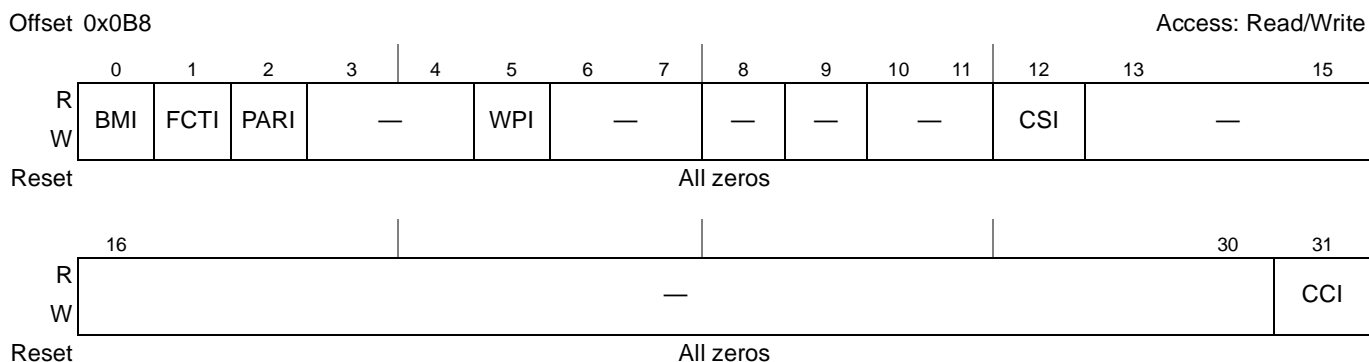 Offset 0x0B8 Access: Read/Write
0 1 2 3 4 5 6 7 8 9 10 11 12 13 15
R
BMI FCTI PARI — WPI — — — — CSI —
W
Reset All zeros
16 30 31
R
— CCI
W
Reset All zeros